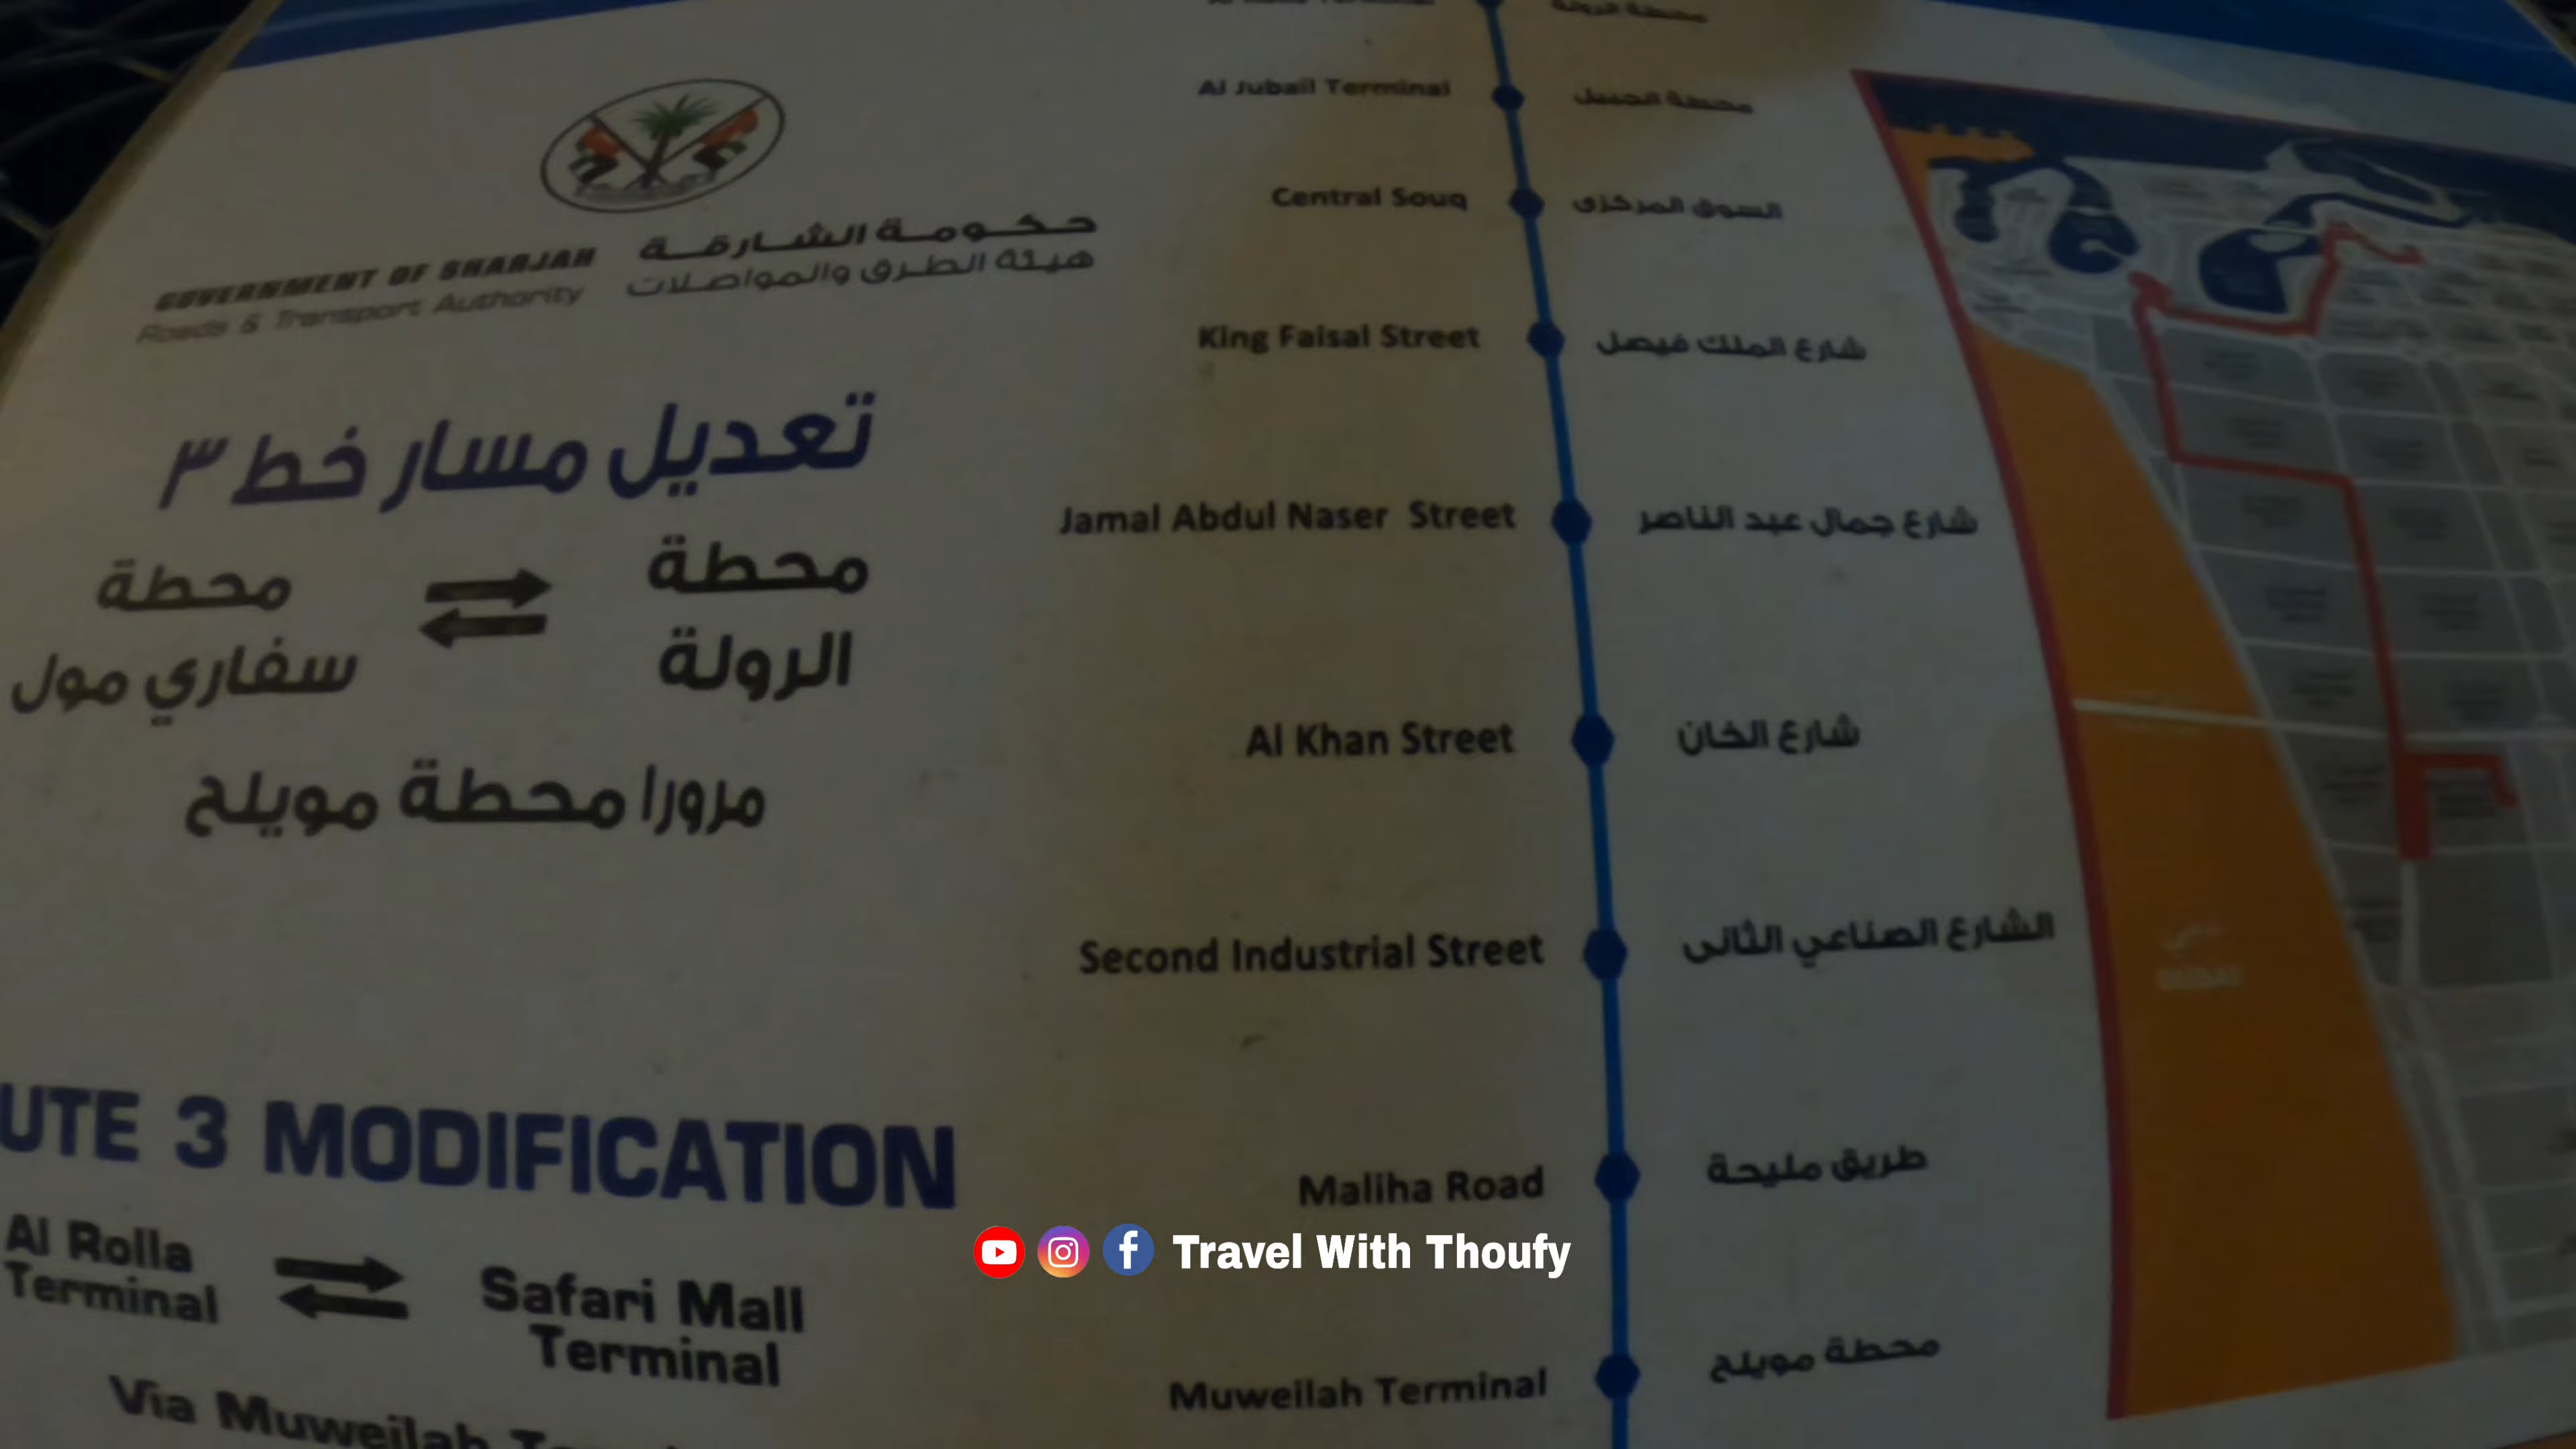 GOVERNMENT OF SHARJAH
حكومة الشارقة
Roads & Transport Authority
هيئة الطرق والمواصلات
تعديل مسار خط ٣
محطة الرولة
محطة سفاري مول
مرورا محطة مويلح
UTE 3 MODIFICATION
Al Rolla Terminal
Safari Mall Terminal
Via Muweilah
محطة الرولة
Al Jubail Terminal
محطة الجبيل
Central Souq
السوق المركزى
King Faisal Street
شارع الملك فيصل
Jamal Abdul Naser Street
شارع جمال عبد الناصر
Al Khan Street
شارع الخان
Second Industrial Street
الشارع الصناعي الثانى
Maliha Road
طريق مليحة
Muweilah Terminal
محطة مويلح
Travel With Thoufy